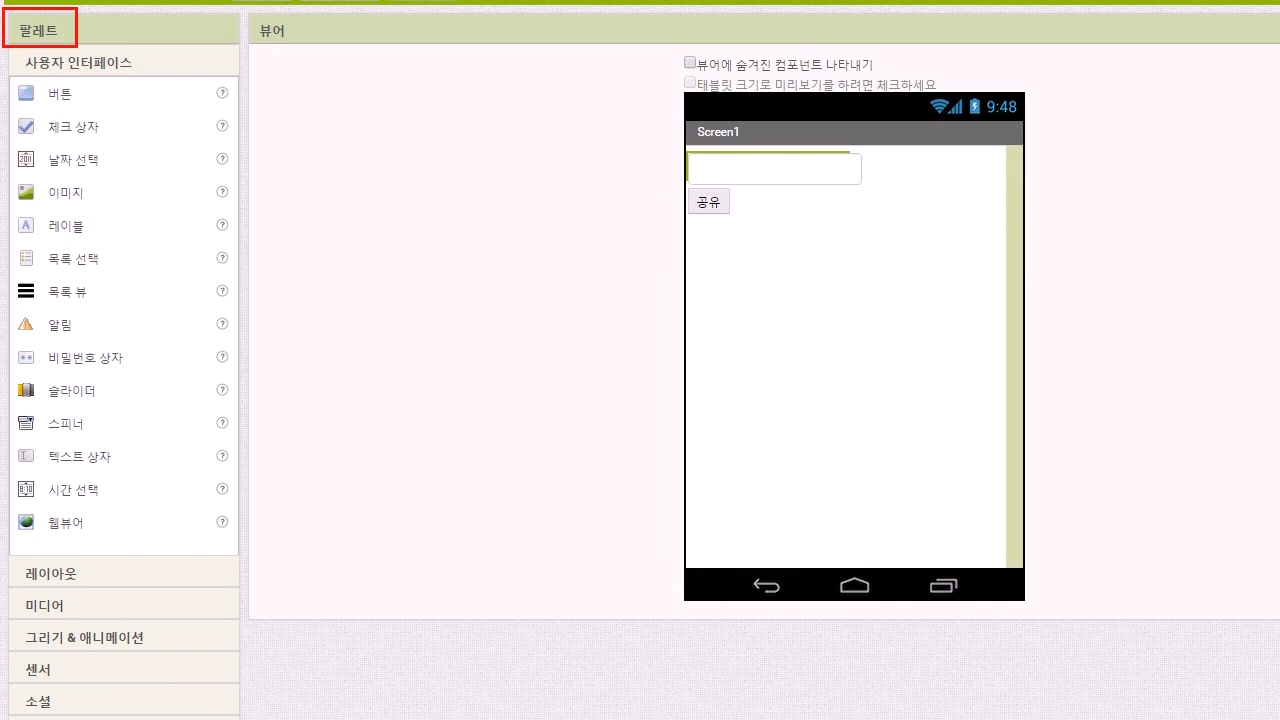 팔레트
사용자 인터페이스
버튼
체크 상자
날짜 선택
이미지
레이블
목록 선택
목록 뷰
알림
비밀번호 상자
슬라이더
스피너
텍스트 상자
시간 선택
웹뷰어
레이아웃
미디어
그리기 & 애니메이션
센서
소셜
뷰어
뷰어에 숨겨진 컴포넌트 나타내기
태블릿 크기로 미리보기를 하려면 체크하세요
9:48
Screen1
공유